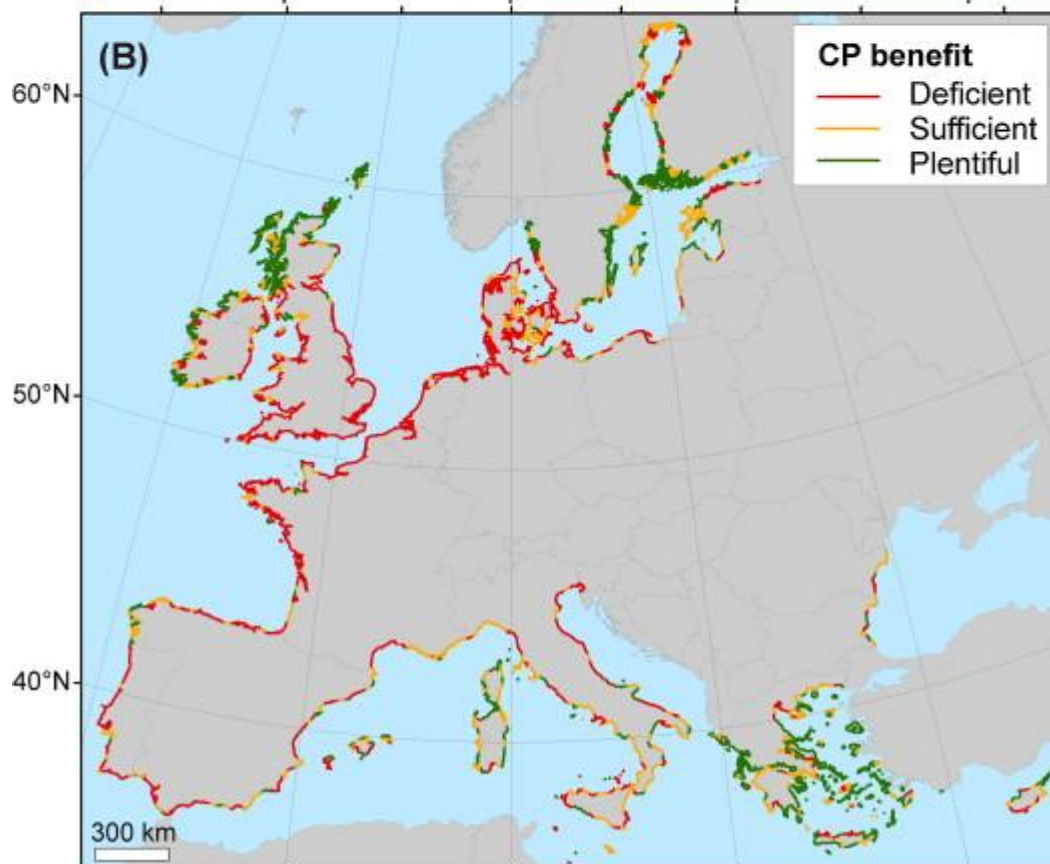 (B)
CP benefit
Deficient
Sufficient
Plentiful
60°N
50°N
40°N
300 km